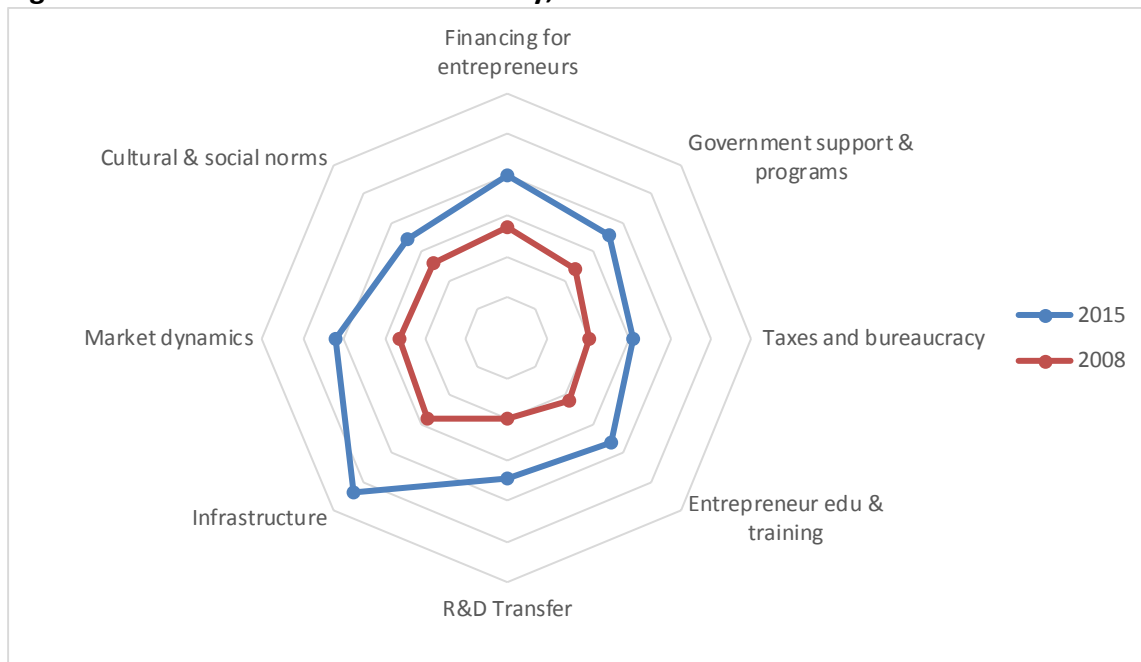 Financing for
entrepreneurs
Cultural & social norms
Government support &
programs
Market dynamics
Taxes and bureaucracy
2015
2008
Infrastructure
Entrepreneur edu &
training
R&D Transfer